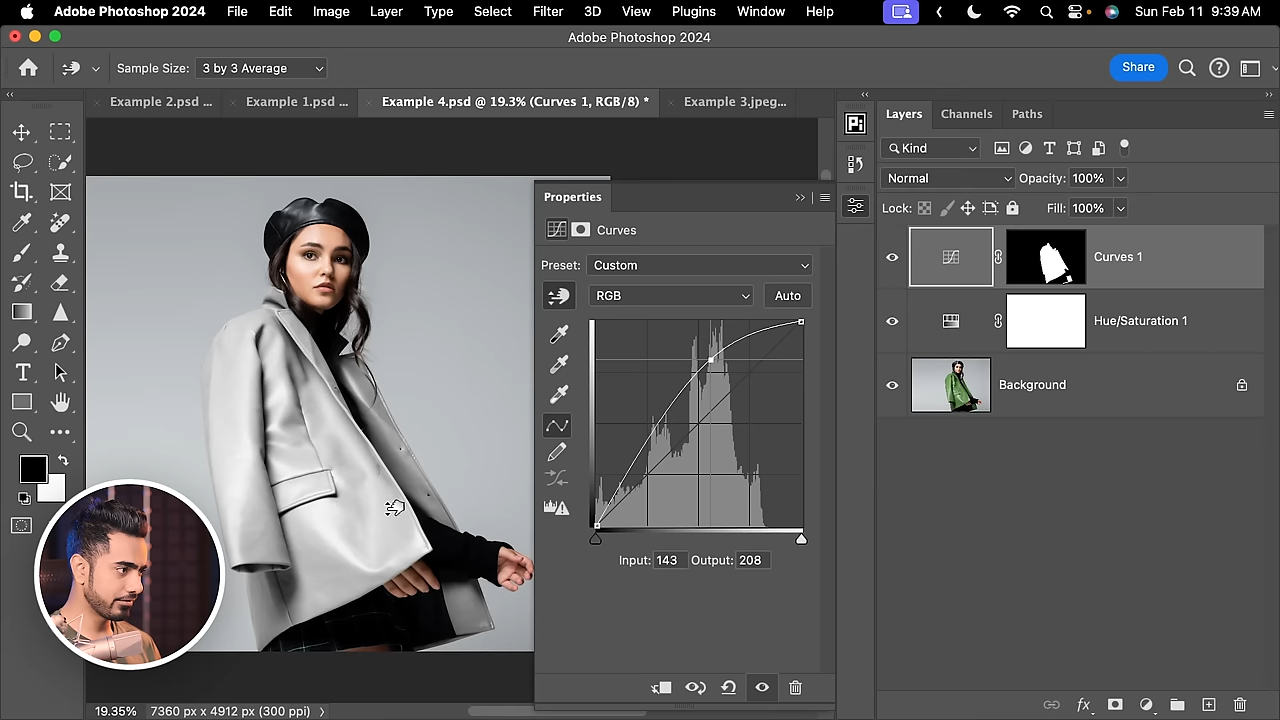 Adobe Photoshop 2024 File Edit Image Layer Type Select Filter 3D View Plugins Window Help Sun Feb 11 9:39 AM
Adobe Photoshop 2024
Sample Size: 3 by 3 Average Share
Example 2.psd ... Example 1.psd ... Example 4.psd @ 19.3% (Curves 1, RGB/8) * Example 3.jpeg...
Layers Channels Paths
Kind
Normal Opacity: 100%
Lock: Fill: 100%
Curves 1
Hue/Saturation 1
Background
Pi
Properties
Curves
Preset: Custom
RGB Auto
Input: 143 Output: 208
T
19.35% 7360 px x 4912 px (300 ppi)
fx